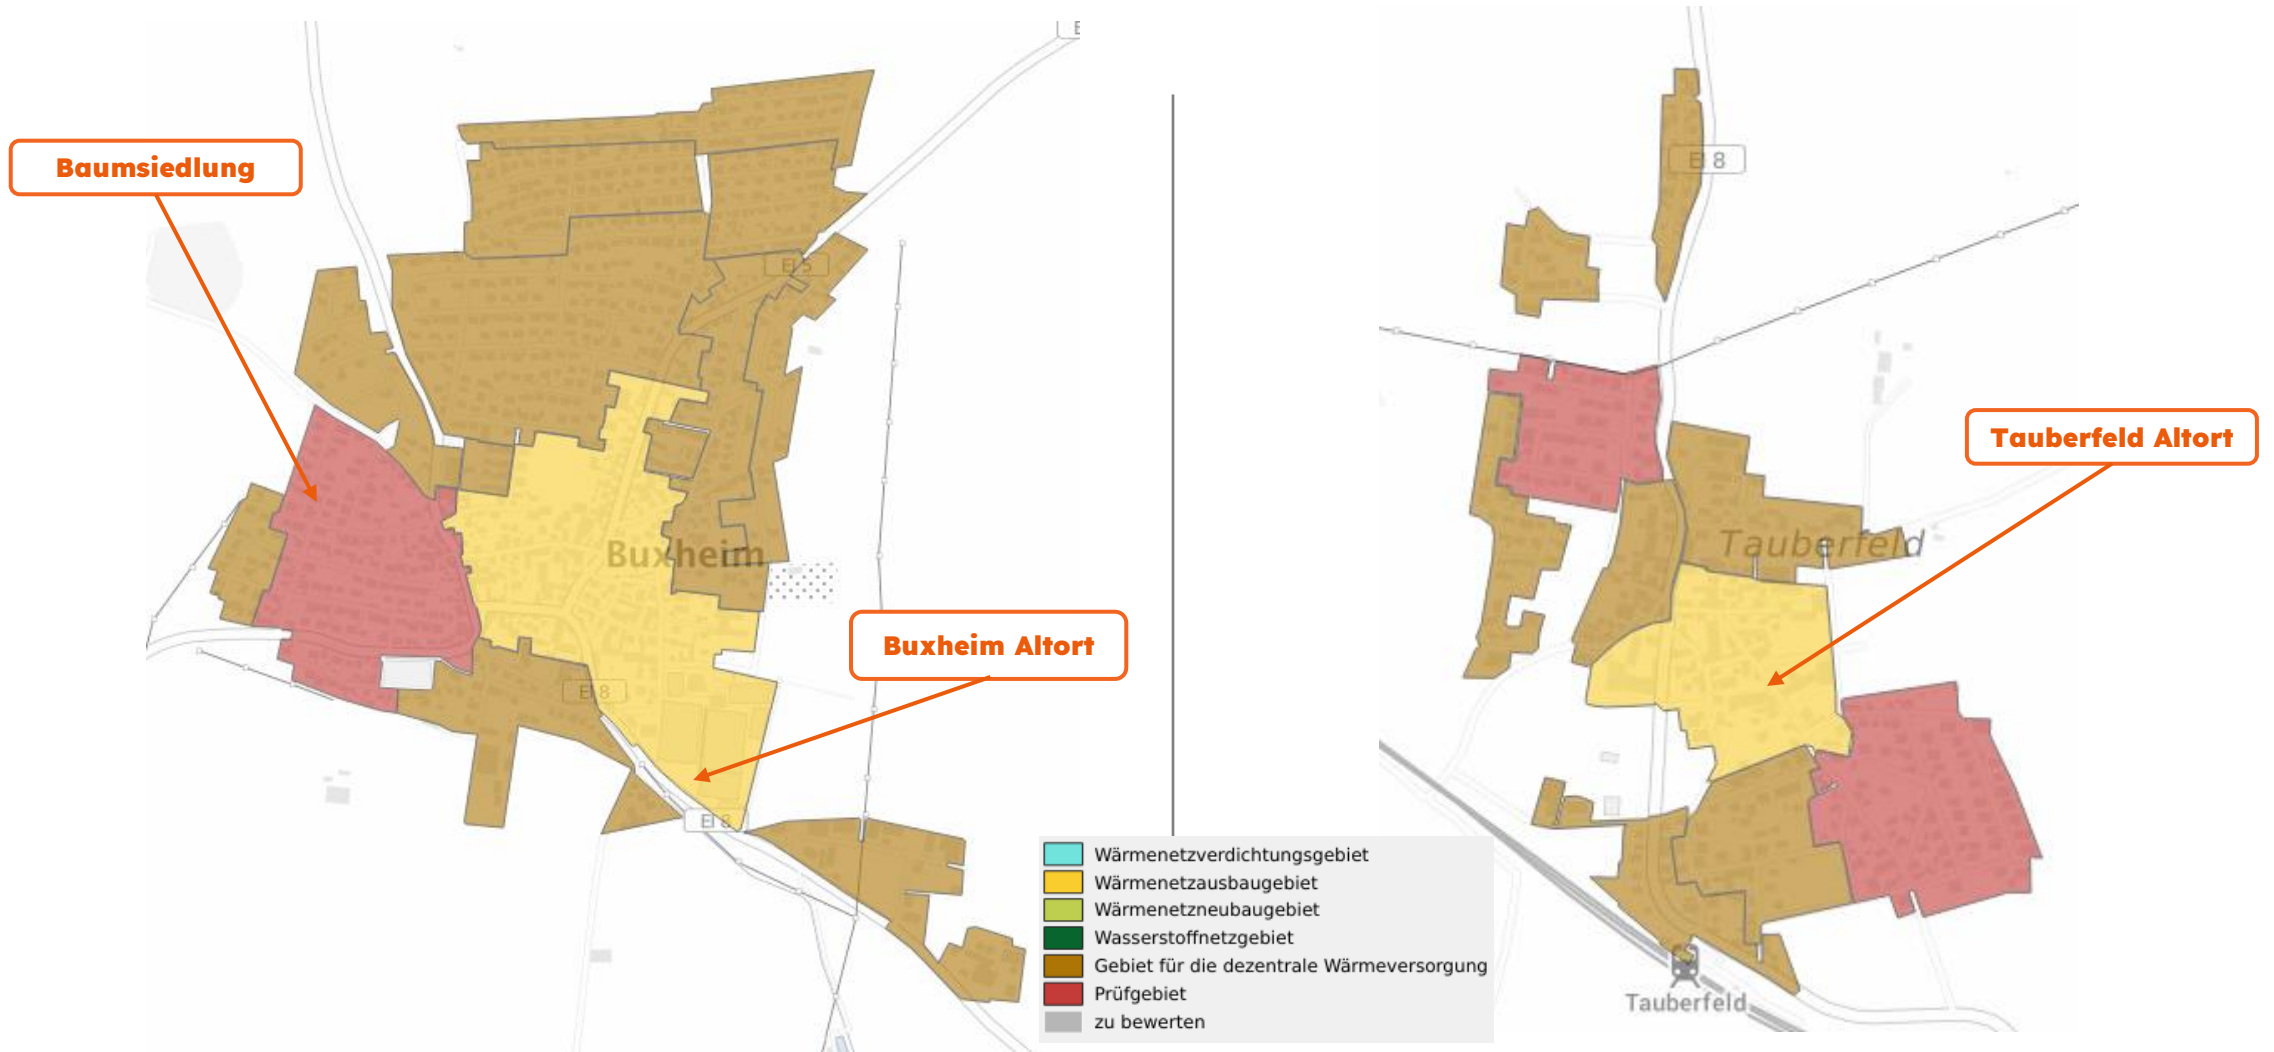 Baumsiedlung
EI 5
Buxheim
Buxheim Altort
EI 8
EI 8
EI 8
Tauberfeld Altort
Tauberfeld
Tauberfeld
Wärmenetzverdichtungsgebiet
Wärmenetzausbaugebiet
Wärmenetzneubaugebiet
Wasserstoffnetzgebiet
Gebiet für die dezentrale Wärmeversorgung
Prüfgebiet
zu bewerten